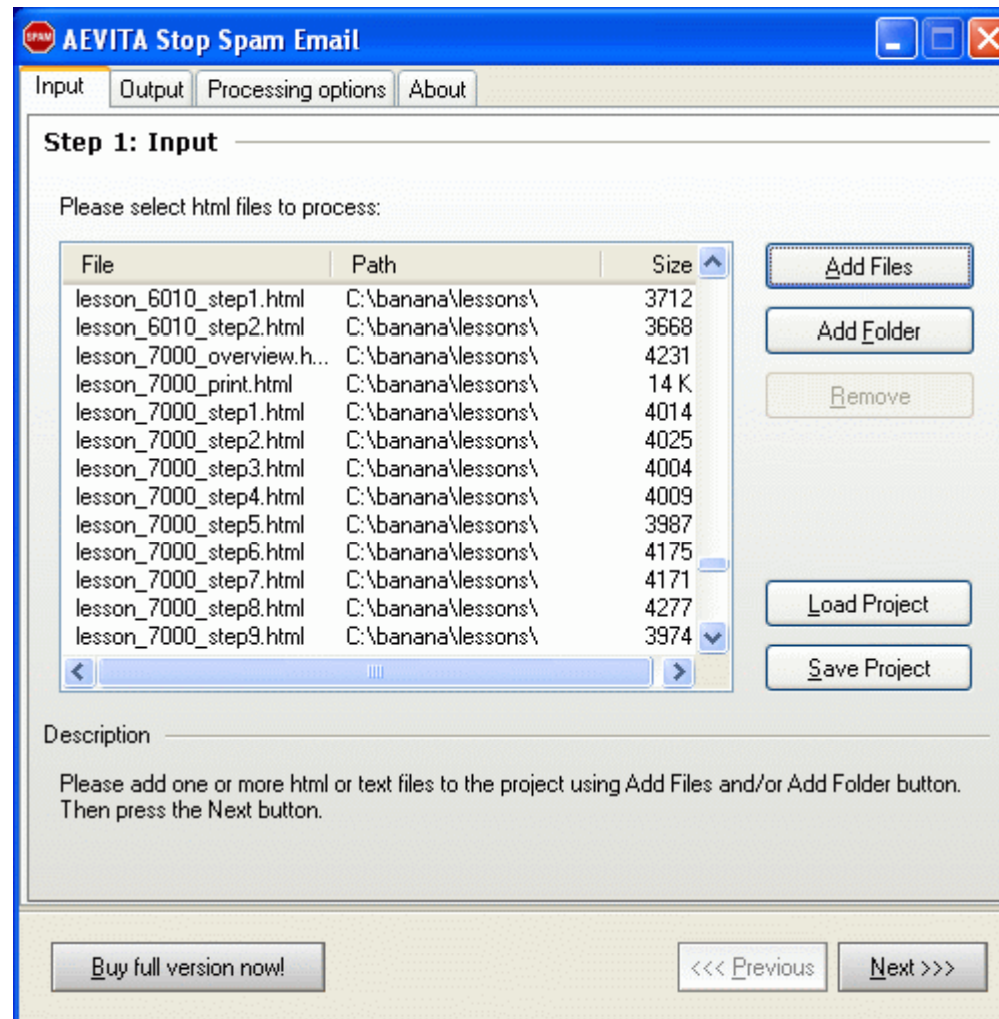 SPAM AEVITA Stop Spam Email
Input Output Processing options About
Step 1: Input
Please select html files to process:
File Path Size
lesson_6010_step1.html C:\banana\lessons\ 3712
lesson_6010_step2.html C:\banana\lessons\ 3668
lesson_7000_overview.h... C:\banana\lessons\ 4231
lesson_7000_print.html C:\banana\lessons\ 14 K
lesson_7000_step1.html C:\banana\lessons\ 4014
lesson_7000_step2.html C:\banana\lessons\ 4025
lesson_7000_step3.html C:\banana\lessons\ 4004
lesson_7000_step4.html C:\banana\lessons\ 4009
lesson_7000_step5.html C:\banana\lessons\ 3987
lesson_7000_step6.html C:\banana\lessons\ 4175
lesson_7000_step7.html C:\banana\lessons\ 4171
lesson_7000_step8.html C:\banana\lessons\ 4277
lesson_7000_step9.html C:\banana\lessons\ 3974
Add Files
Add Folder
Remove
Load Project
Save Project
Description
Please add one or more html or text files to the project using Add Files and/or Add Folder button.
Then press the Next button.
Buy full version now! <<< Previous Next >>>